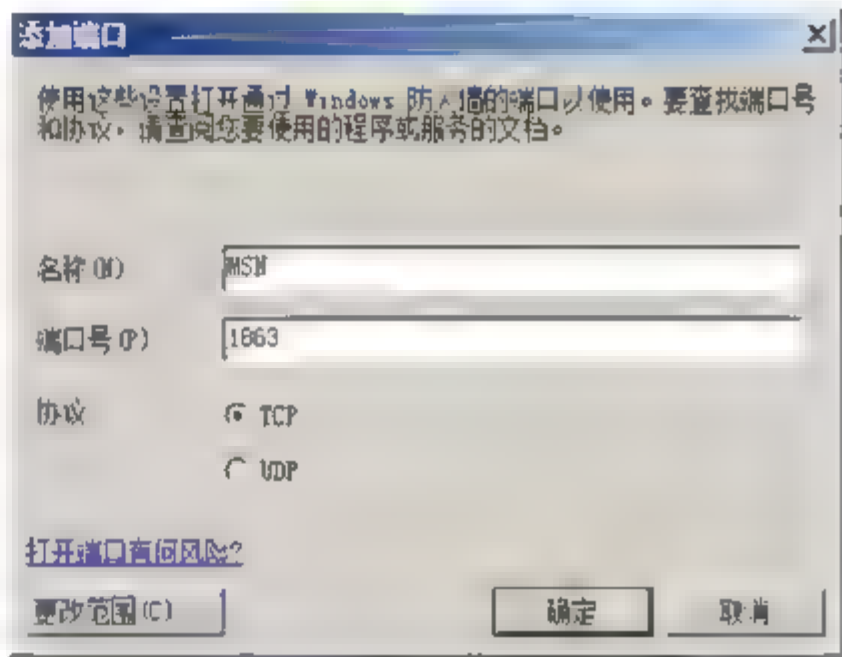 添加端口
使用这些设置打开通过 Windows 防火墙的端口以使用。要查找端口号
和协议，请查阅您要使用的程序或服务的文档。
名称(N)
MSN
端口号(P)
1863
协议
TCP
UDP
打开端口有何风险?
更改范围(C)
确定
取消